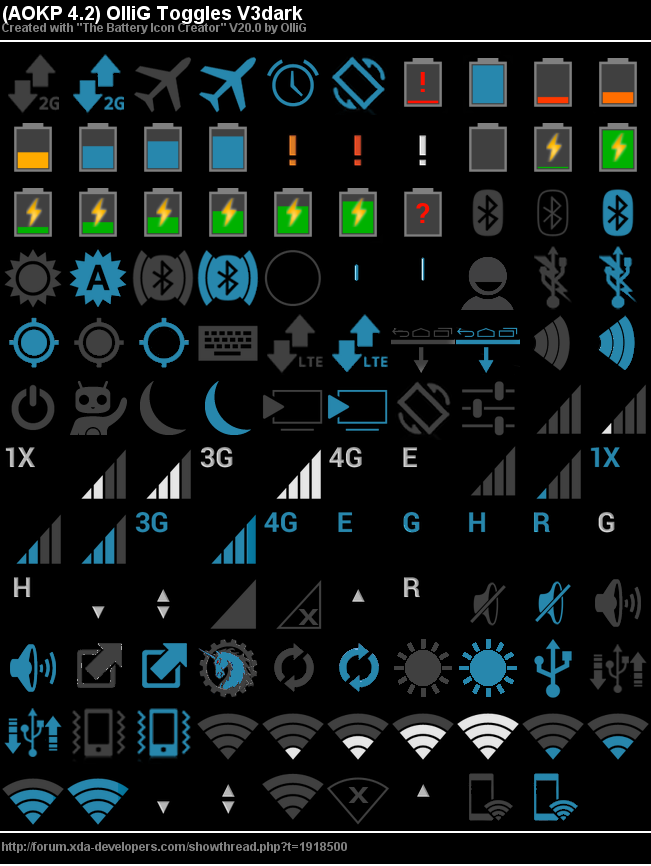 (AOKP 4.2) OlliG Toggles V3dark
Created with "The Battery Icon Creator" V20.0 by OlliG
2G 2G ! !
! ! !
?
A
LTE LTE
1X 3G 4G E 1X
3G 4G E G H R G
H X R
X
http://forum.xda-developers.com/showthread.php?t=1918500